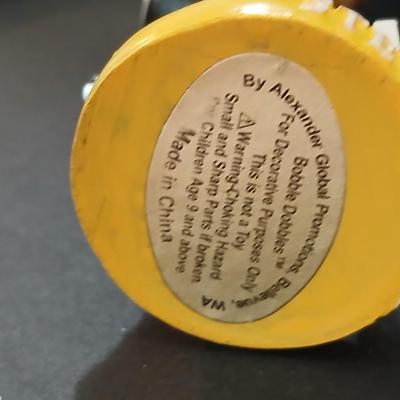 By Alexander Global Promotions
Bobble Dobbles™
For Decorative Purposes Only
This is not a Toy
⚠ Warning-Choking Hazard
Small and Sharp Parts if broken.
Children Age 9 and above.
Made in China
Bellevue, WA
STE